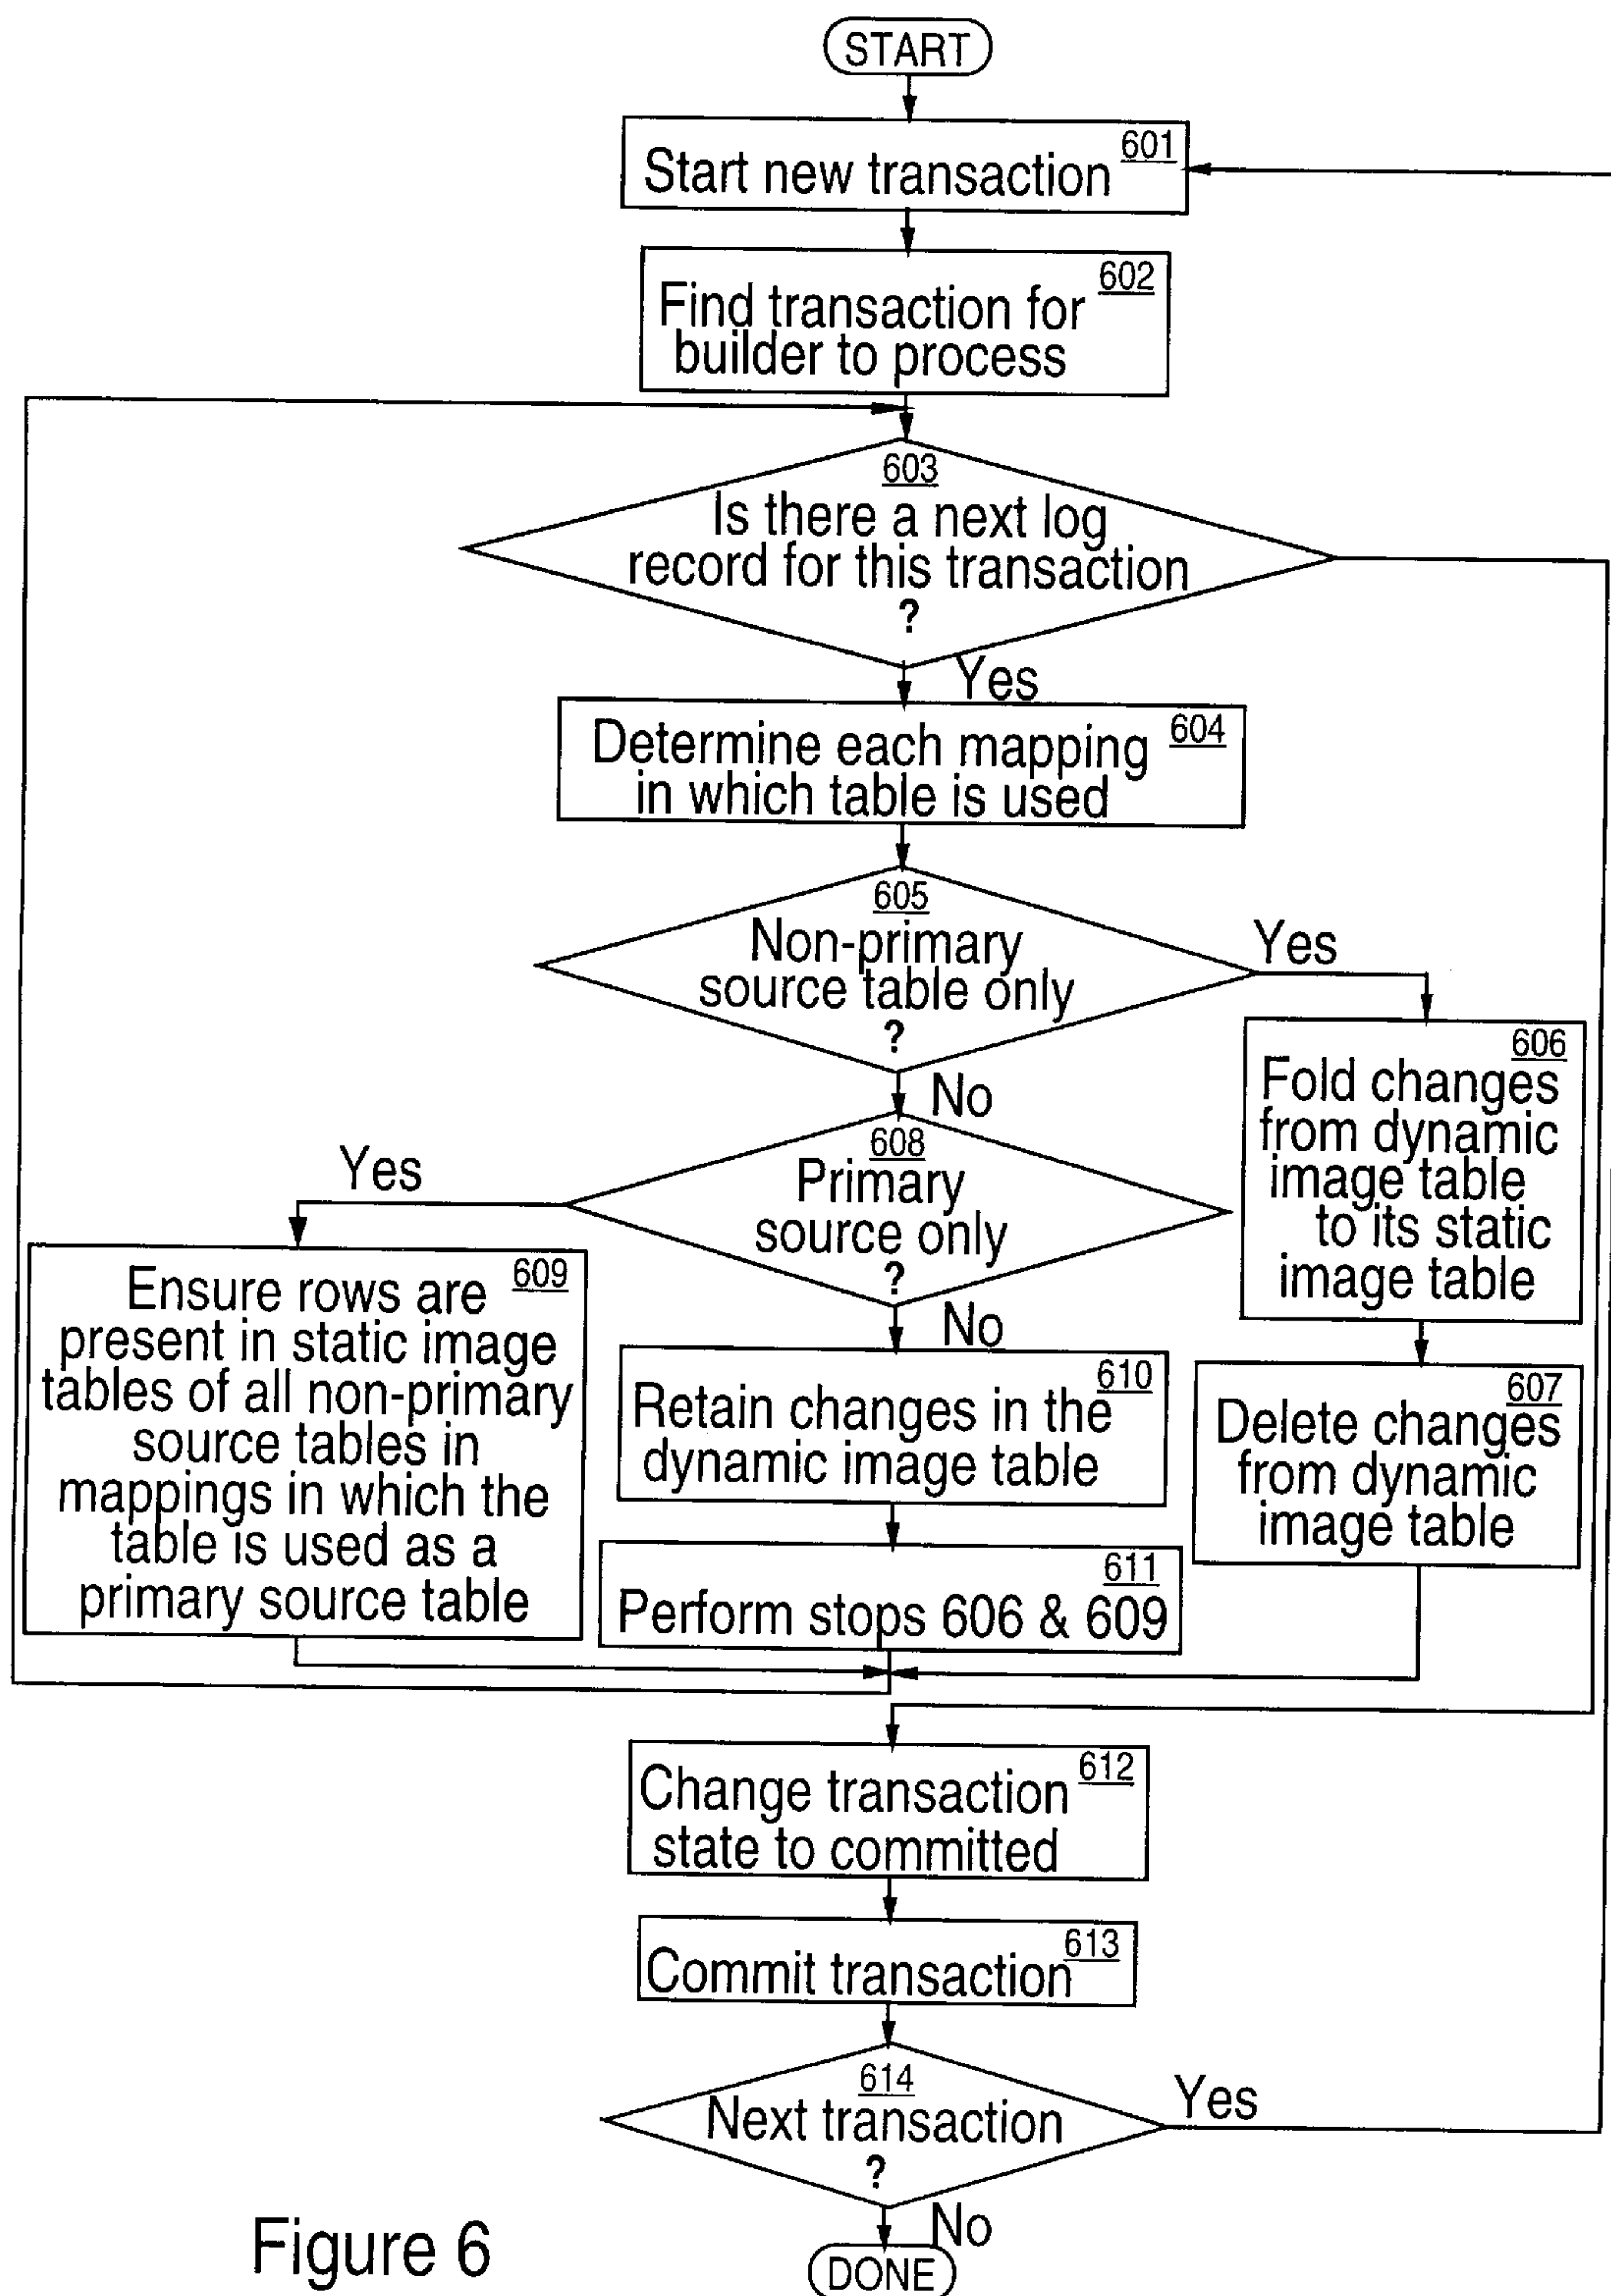 START
601
Start new transaction
602
Find transaction for
builder to process
603
Is there a next log
record for this transaction
?
Yes
604
Determine each mapping
in which table is used
605
Non-primary
source table only
?
Yes
No
606
Fold changes
from dynamic
image table
to its static
image table
608
Primary
source only
?
Yes
No
609
Ensure rows are
present in static image
tables of all non-primary
source tables in
mappings in which the
table is used as a
primary source table
610
Retain changes in the
dynamic image table
607
Delete changes
from dynamic
image table
611
Perform stops 606 & 609
612
Change transaction
state to committed
613
Commit transaction
614
Next transaction
?
Yes
No
DONE
Figure 6